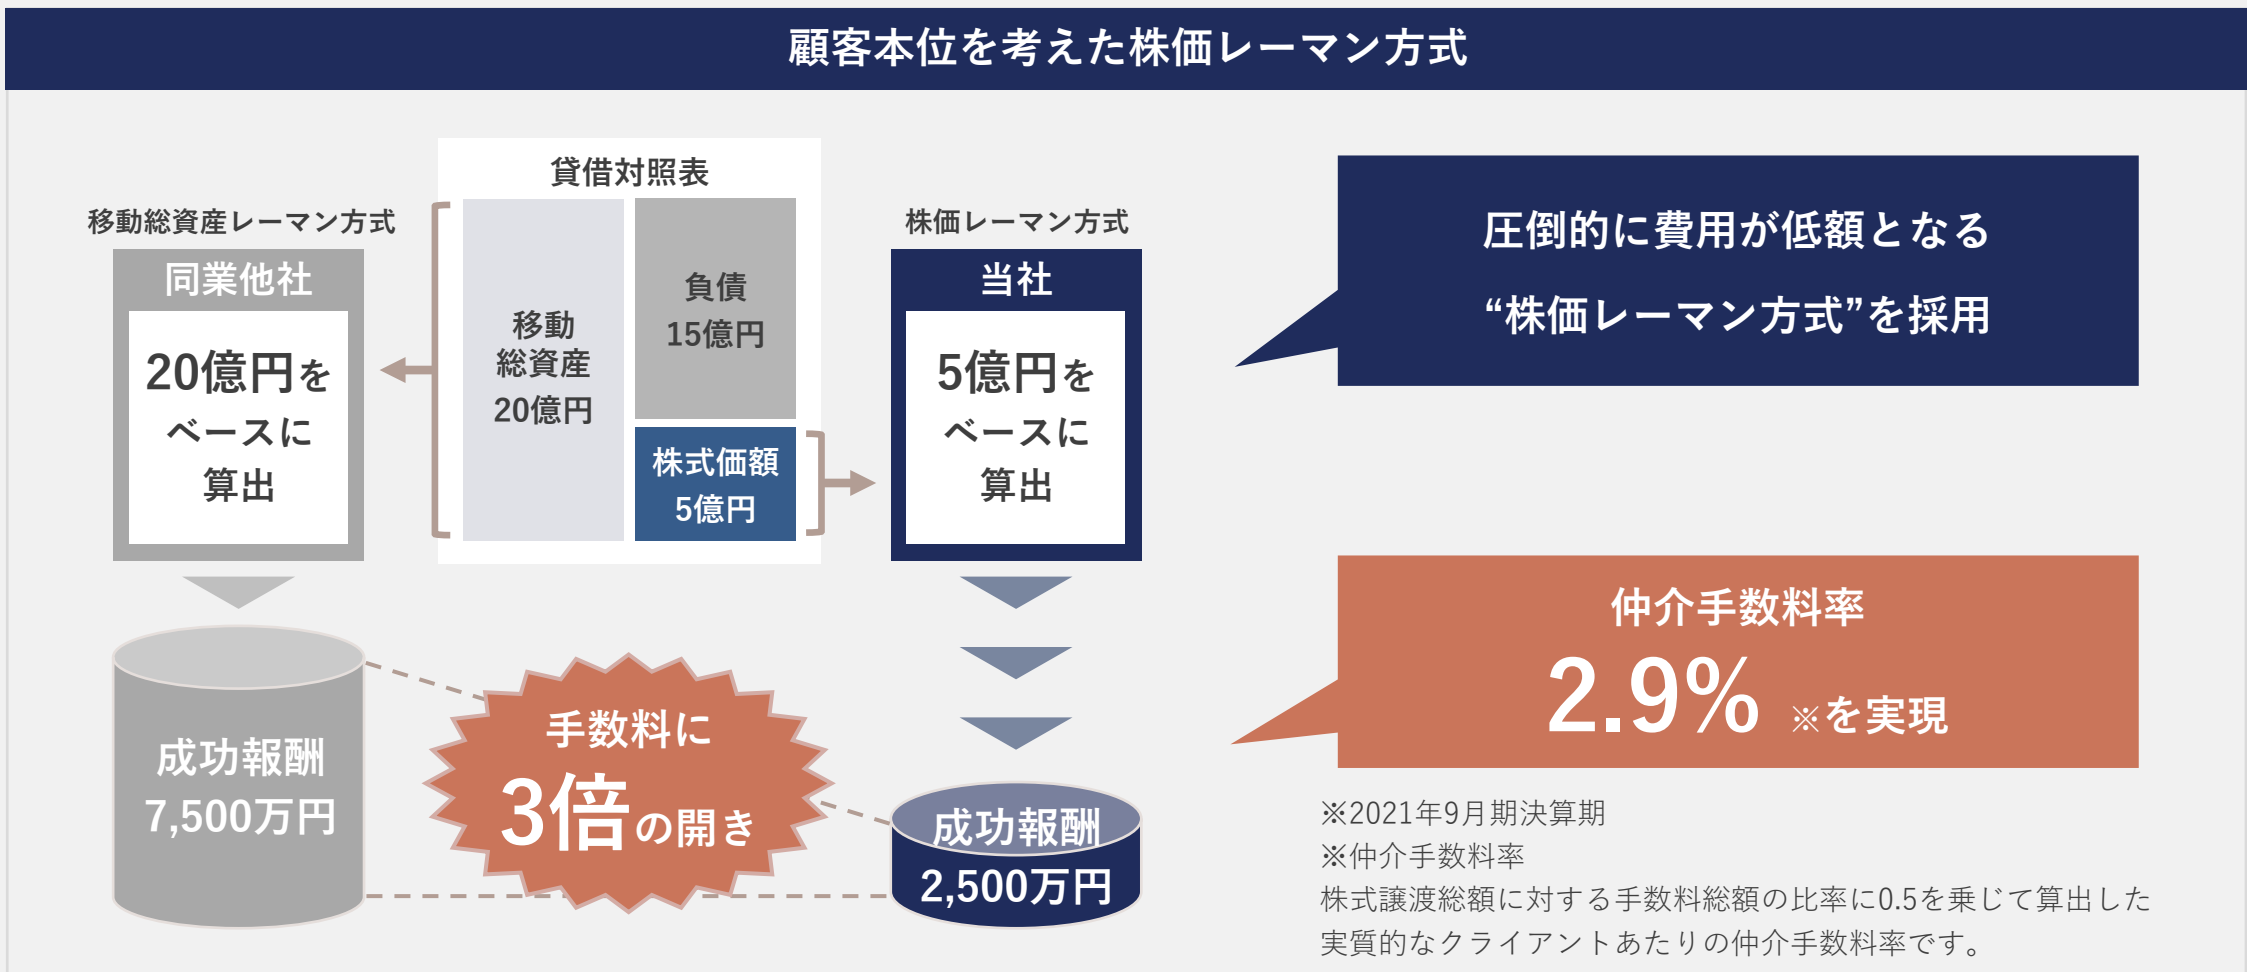 顧客本位を考えた株価レーマン方式
移動総資産レーマン方式
同業他社
20億円を
ベースに
算出
貸借対照表
移動
総資産
20億円
負債
15億円
株式価額
5億円
株価レーマン方式
当社
5億円を
ベースに
算出
成功報酬
7,500万円
手数料に
3倍の開き
成功報酬
2,500万円
圧倒的に費用が低額となる
“株価レーマン方式”を採用
仲介手数料率
2.9% ※を実現
※2021年9月期決算期
※仲介手数料率
株式譲渡総額に対する手数料総額の比率に0.5を乗じて算出した
実質的なクライアントあたりの仲介手数料率です。